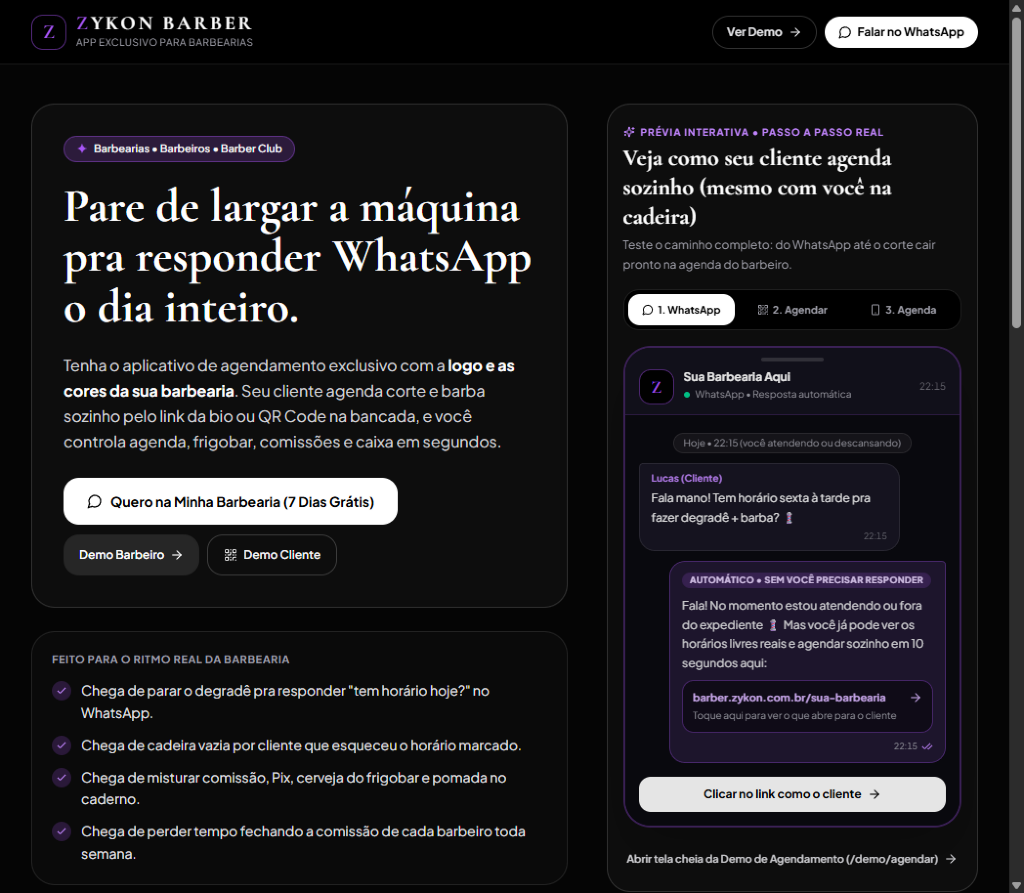 Z
ZYKON BARBER
APP EXCLUSIVO PARA BARBEARIAS
Ver Demo →
Falar no WhatsApp
Barbearias • Barbeiros • Barber Club
Pare de largar a máquina
pra responder WhatsApp
o dia inteiro.
Tenha o aplicativo de agendamento exclusivo com a logo e as
cores da sua barbearia. Seu cliente agenda corte e barba
sozinho pelo link da bio ou QR Code na bancada, e você
controla agenda, frigobar, comissões e caixa em segundos.
Quero na Minha Barbearia (7 Dias Grátis)
Demo Barbeiro →
Demo Cliente
FEITO PARA O RITMO REAL DA BARBEARIA
Chega de parar o degradê pra responder "tem horário hoje?" no
WhatsApp.
Chega de cadeira vazia por cliente que esqueceu o horário marcado.
Chega de misturar comissão, Pix, cerveja do frigobar e pomada no
caderno.
Chega de perder tempo fechando a comissão de cada barbeiro toda
semana.
PRÉVIA INTERATIVA • PASSO A PASSO REAL
Veja como seu cliente agenda
sozinho (mesmo com você na
cadeira)
Teste o caminho completo: do WhatsApp até o corte cair
pronto na agenda do barbeiro.
1. WhatsApp
2. Agendar
3. Agenda
Z
Sua Barbearia Aqui
WhatsApp • Resposta automática
22:15
Hoje • 22:15 (você atendendo ou descansando)
Lucas (Cliente)
Fala mano! Tem horário sexta à tarde pra
fazer degradê + barba? 💈
22:15
AUTOMÁTICO • SEM VOCÊ PRECISAR RESPONDER
Fala! No momento estou atendendo ou fora
do expediente 💈 Mas você já pode ver os
horários livres reais e agendar sozinho em 10
segundos aqui:
barber.zykon.com.br/sua-barbearia →
Toque aqui para ver o que abre para o cliente
22:15
Clicar no link como o cliente →
Abrir tela cheia da Demo de Agendamento (/demo/agendar) →